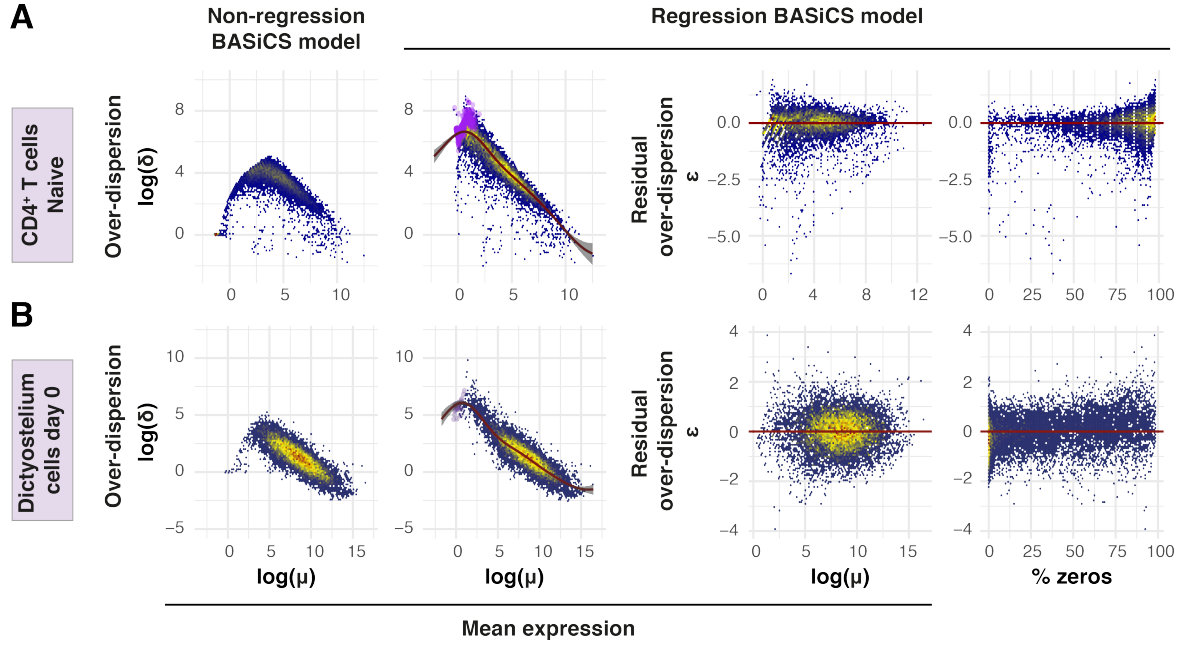 A
Non-regression
BASiCS model
Regression BASiCS model
CD4⁺ T cells
Naive
Over-dispersion
log(δ)
8
4
0
0 5 10
8
4
0
0 5 10
Residual
over-dispersion
ε
0.0
−2.5
−5.0
0 4 8 12
0.0
−2.5
−5.0
0 25 50 75 100
B
Dictyostelium
cells day 0
Over-dispersion
log(δ)
10
5
0
−5
0 5 10 15
log(μ)
10
5
0
−5
0 5 10 15
log(μ)
Residual
over-dispersion
ε
4
2
0
−2
−4
0 5 10 15
log(μ)
4
2
0
−2
−4
0 25 50 75 100
% zeros
Mean expression